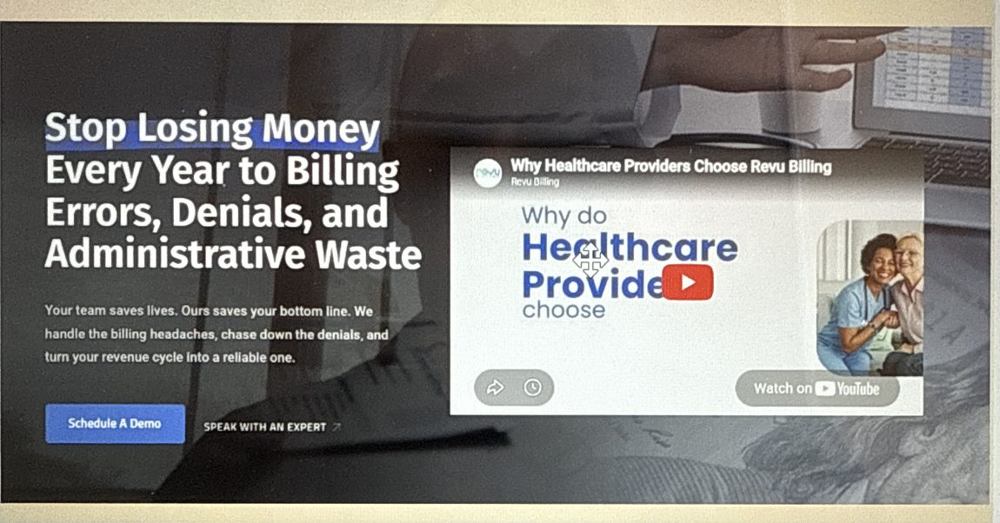 Stop Losing Money
Every Year to Billing
Errors, Denials, and
Administrative Waste
Your team saves lives. Ours saves your bottom line. We
handle the billing headaches, chase down the denials, and
turn your revenue cycle into a reliable one.
Schedule A Demo
SPEAK WITH AN EXPERT
revu
Why Healthcare Providers Choose Revu Billing
Revu Billing
Why do
Healthcare
Provide
choose
Watch on YouTube